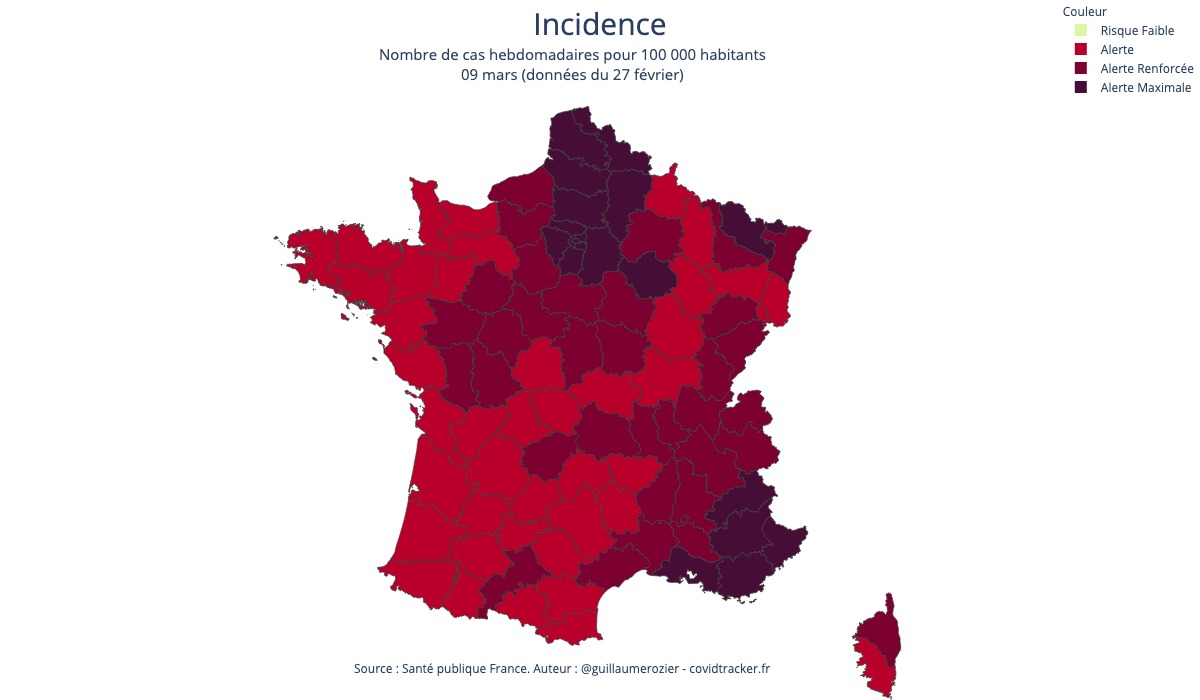 Incidence
Nombre de cas hebdomadaires pour 100 000 habitants
09 mars (données du 27 février)
Couleur
Risque Faible
Alerte
Alerte Renforcée
Alerte Maximale
Source : Santé publique France. Auteur : @guillaumerozier - covidtracker.fr